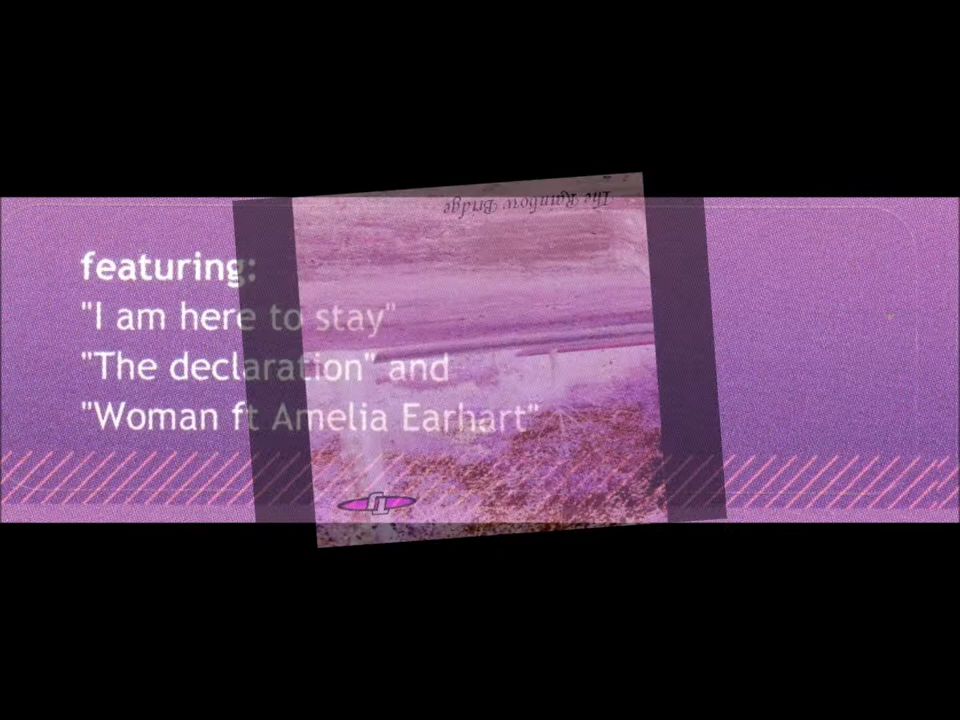 The Rainbow Bridge
featuring:
"I am here to stay"
"The declaration" and
"Woman ft Amelia Earhart"